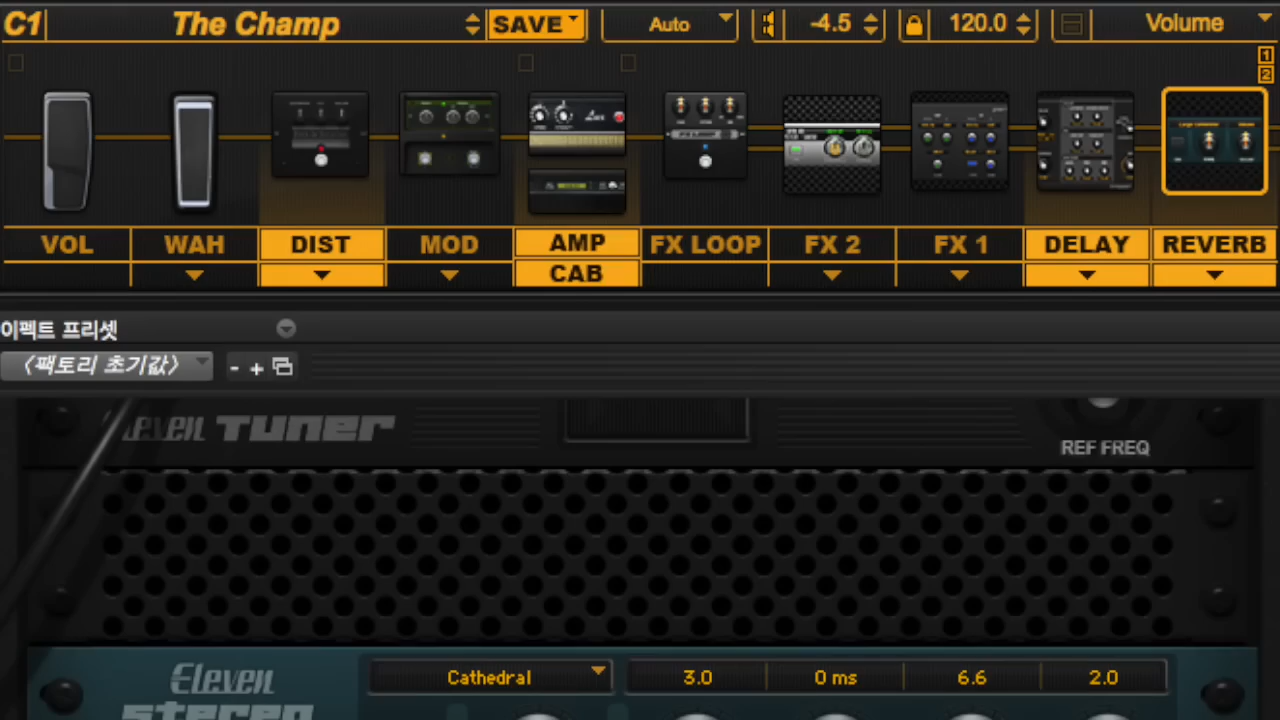 C1 The Champ SAVE Auto -4.5 120.0 Volume
1
2
VOL WAH DIST MOD AMP FX LOOP FX 2 FX 1 DELAY REVERB
CAB
이펙트 프리셋
〈팩토리 초기값〉 - +
Eleven TUNER
REF FREQ
Eleven Cathedral 3.0 0 ms 6.6 2.0
stereo